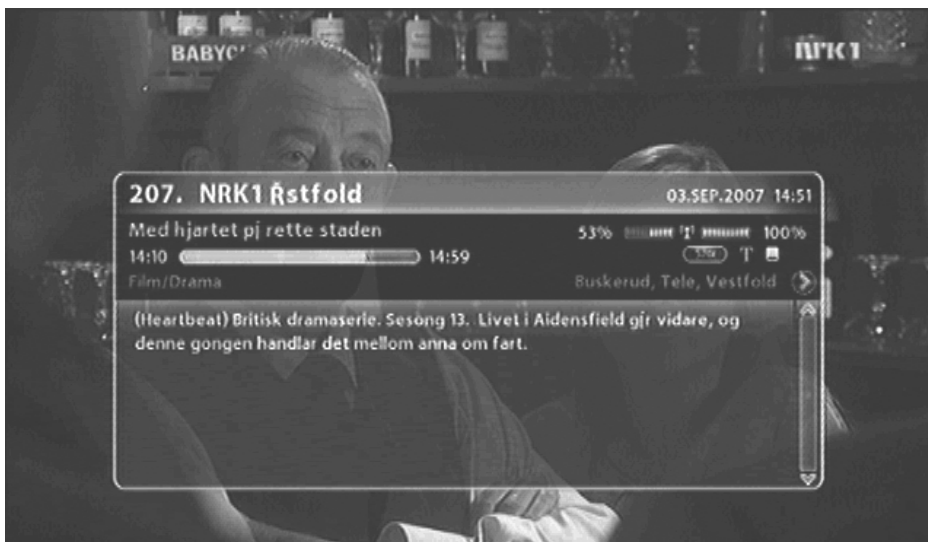 BABYC
NRK1
207. NRK1 Řstfold
03.SEP.2007 14:51
Med hjartet pj rette staden
53% 100%
14:10 14:59
T
Film/Drama
Buskerud, Tele, Vestfold
(Heartbeat) Britisk dramaserie. Sesong 13. Livet i Aidensfield gjr vidare, og
denne gongen handlar det mellom anna om fart.